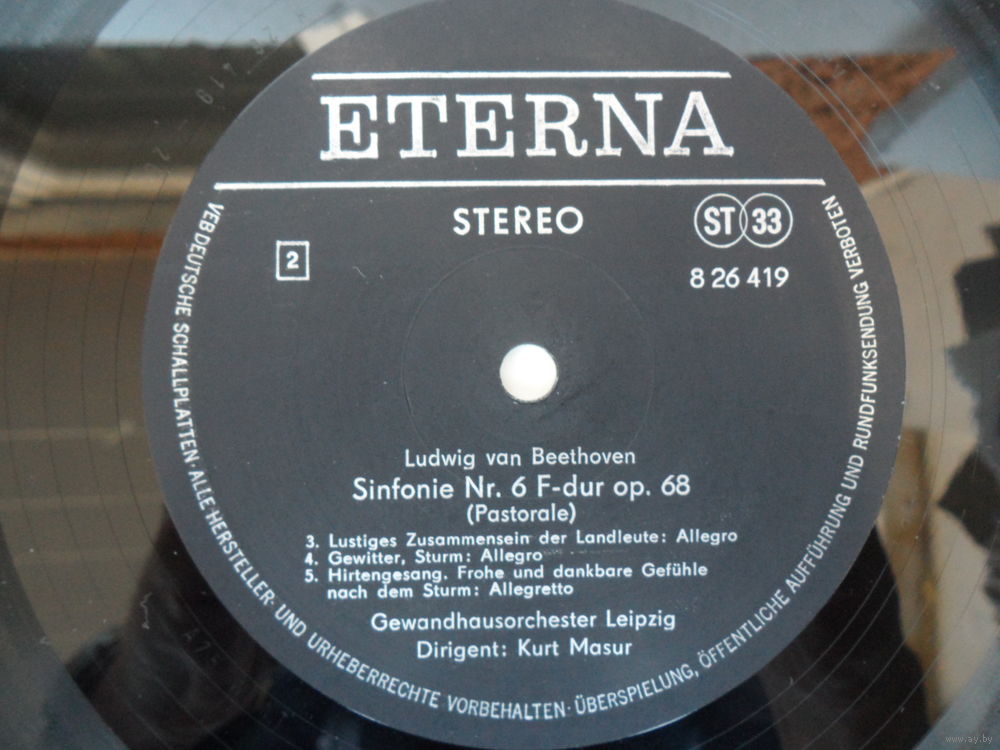 ETERNA
STEREO
ST 33
2
8 26 419
Ludwig van Beethoven
Sinfonie Nr. 6 F-dur op. 68
(Pastorale)
3. Lustiges Zusammensein der Landleute: Allegro
4. Gewitter, Sturm: Allegro
5. Hirtengesang. Frohe und dankbare Gefühle
nach dem Sturm: Allegretto
Gewandhausorchester Leipzig
Dirigent: Kurt Masur
VEB DEUTSCHE SCHALLPLATTEN · ALLE HERSTELLER- UND URHEBERRECHTE VORBEHALTEN · ÜBERSPIELUNG, ÖFFENTLICHE AUFFÜHRUNG UND RUNDFUNKSENDUNG VERBOTEN
www.ay.by